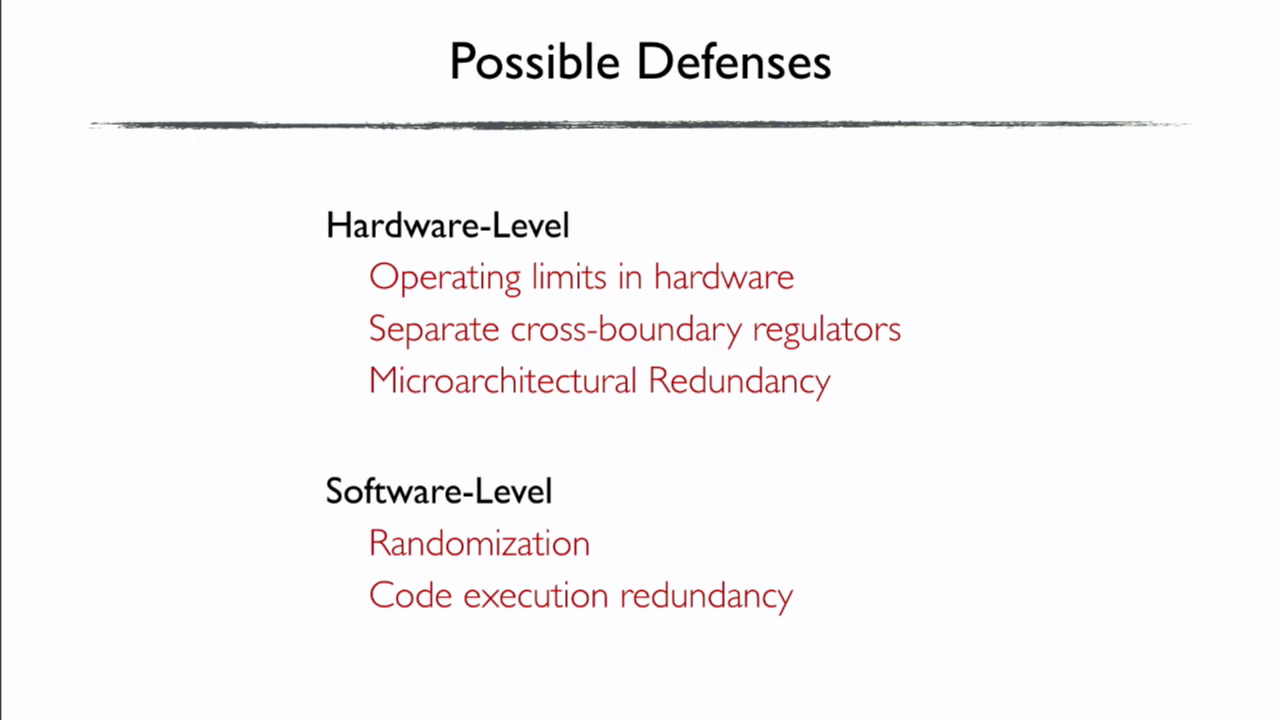 Possible Defenses
Hardware-Level
Operating limits in hardware
Separate cross-boundary regulators
Microarchitectural Redundancy
Software-Level
Randomization
Code execution redundancy